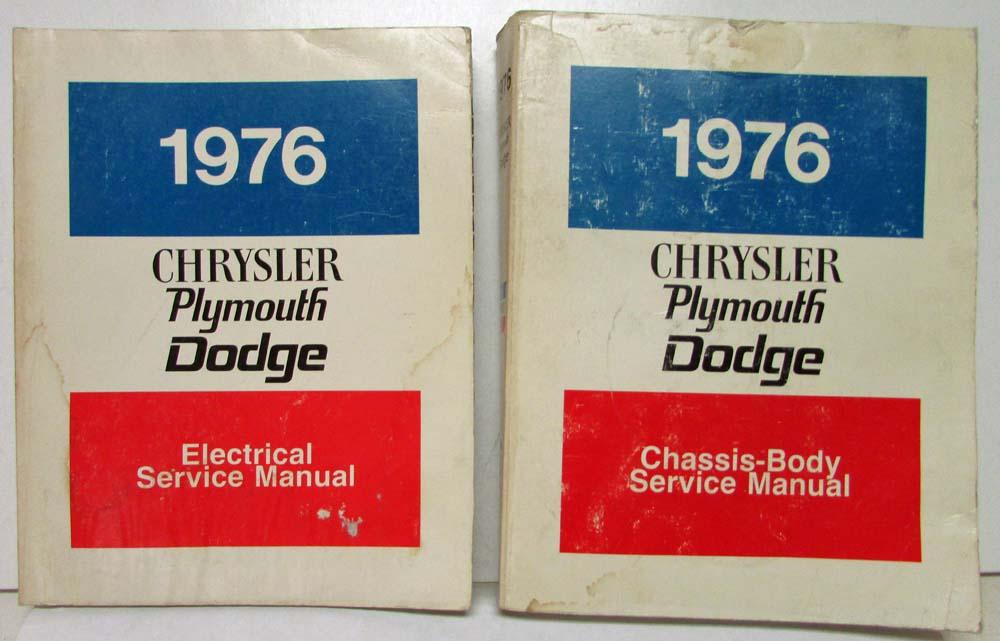 1976
CHRYSLER
Plymouth
Dodge
Electrical
Service Manual
1976
CHRYSLER
Plymouth
Dodge
Chassis-Body
Service Manual